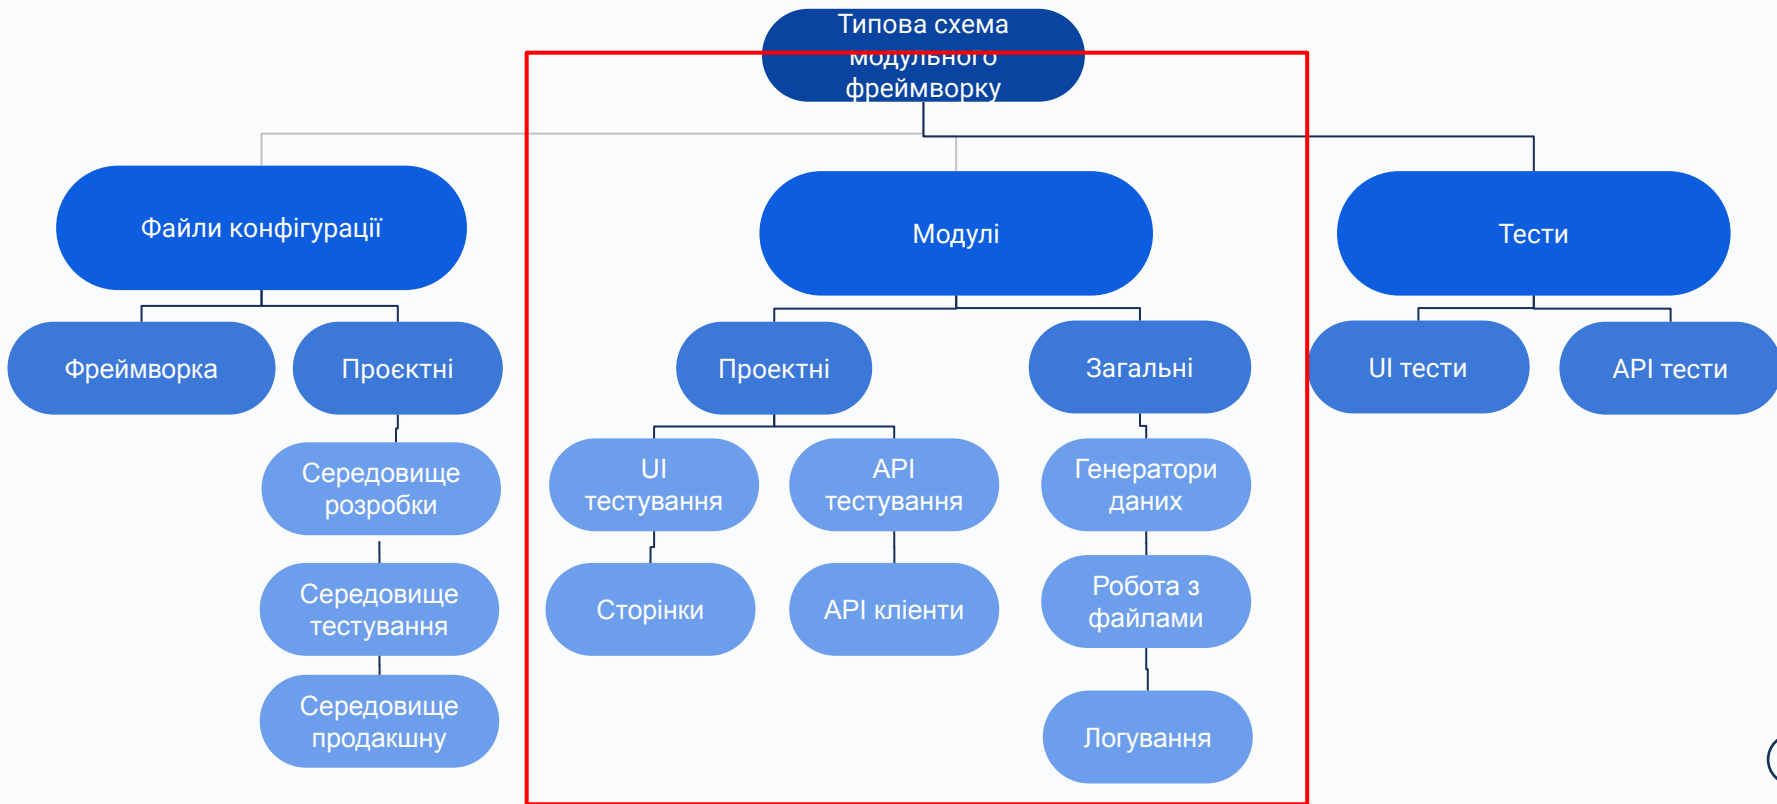 Типова схема
модульного
фреймворку
Файли конфігурації
Модулі
Тести
Фреймворка
Проєктні
Проектні
Загальні
UI тести
API тести
Середовище
розробки
UI
тестування
API
тестування
Генератори
даних
Середовище
тестування
Сторінки
API кліенти
Робота з
файлами
Середовище
продакшну
Логування